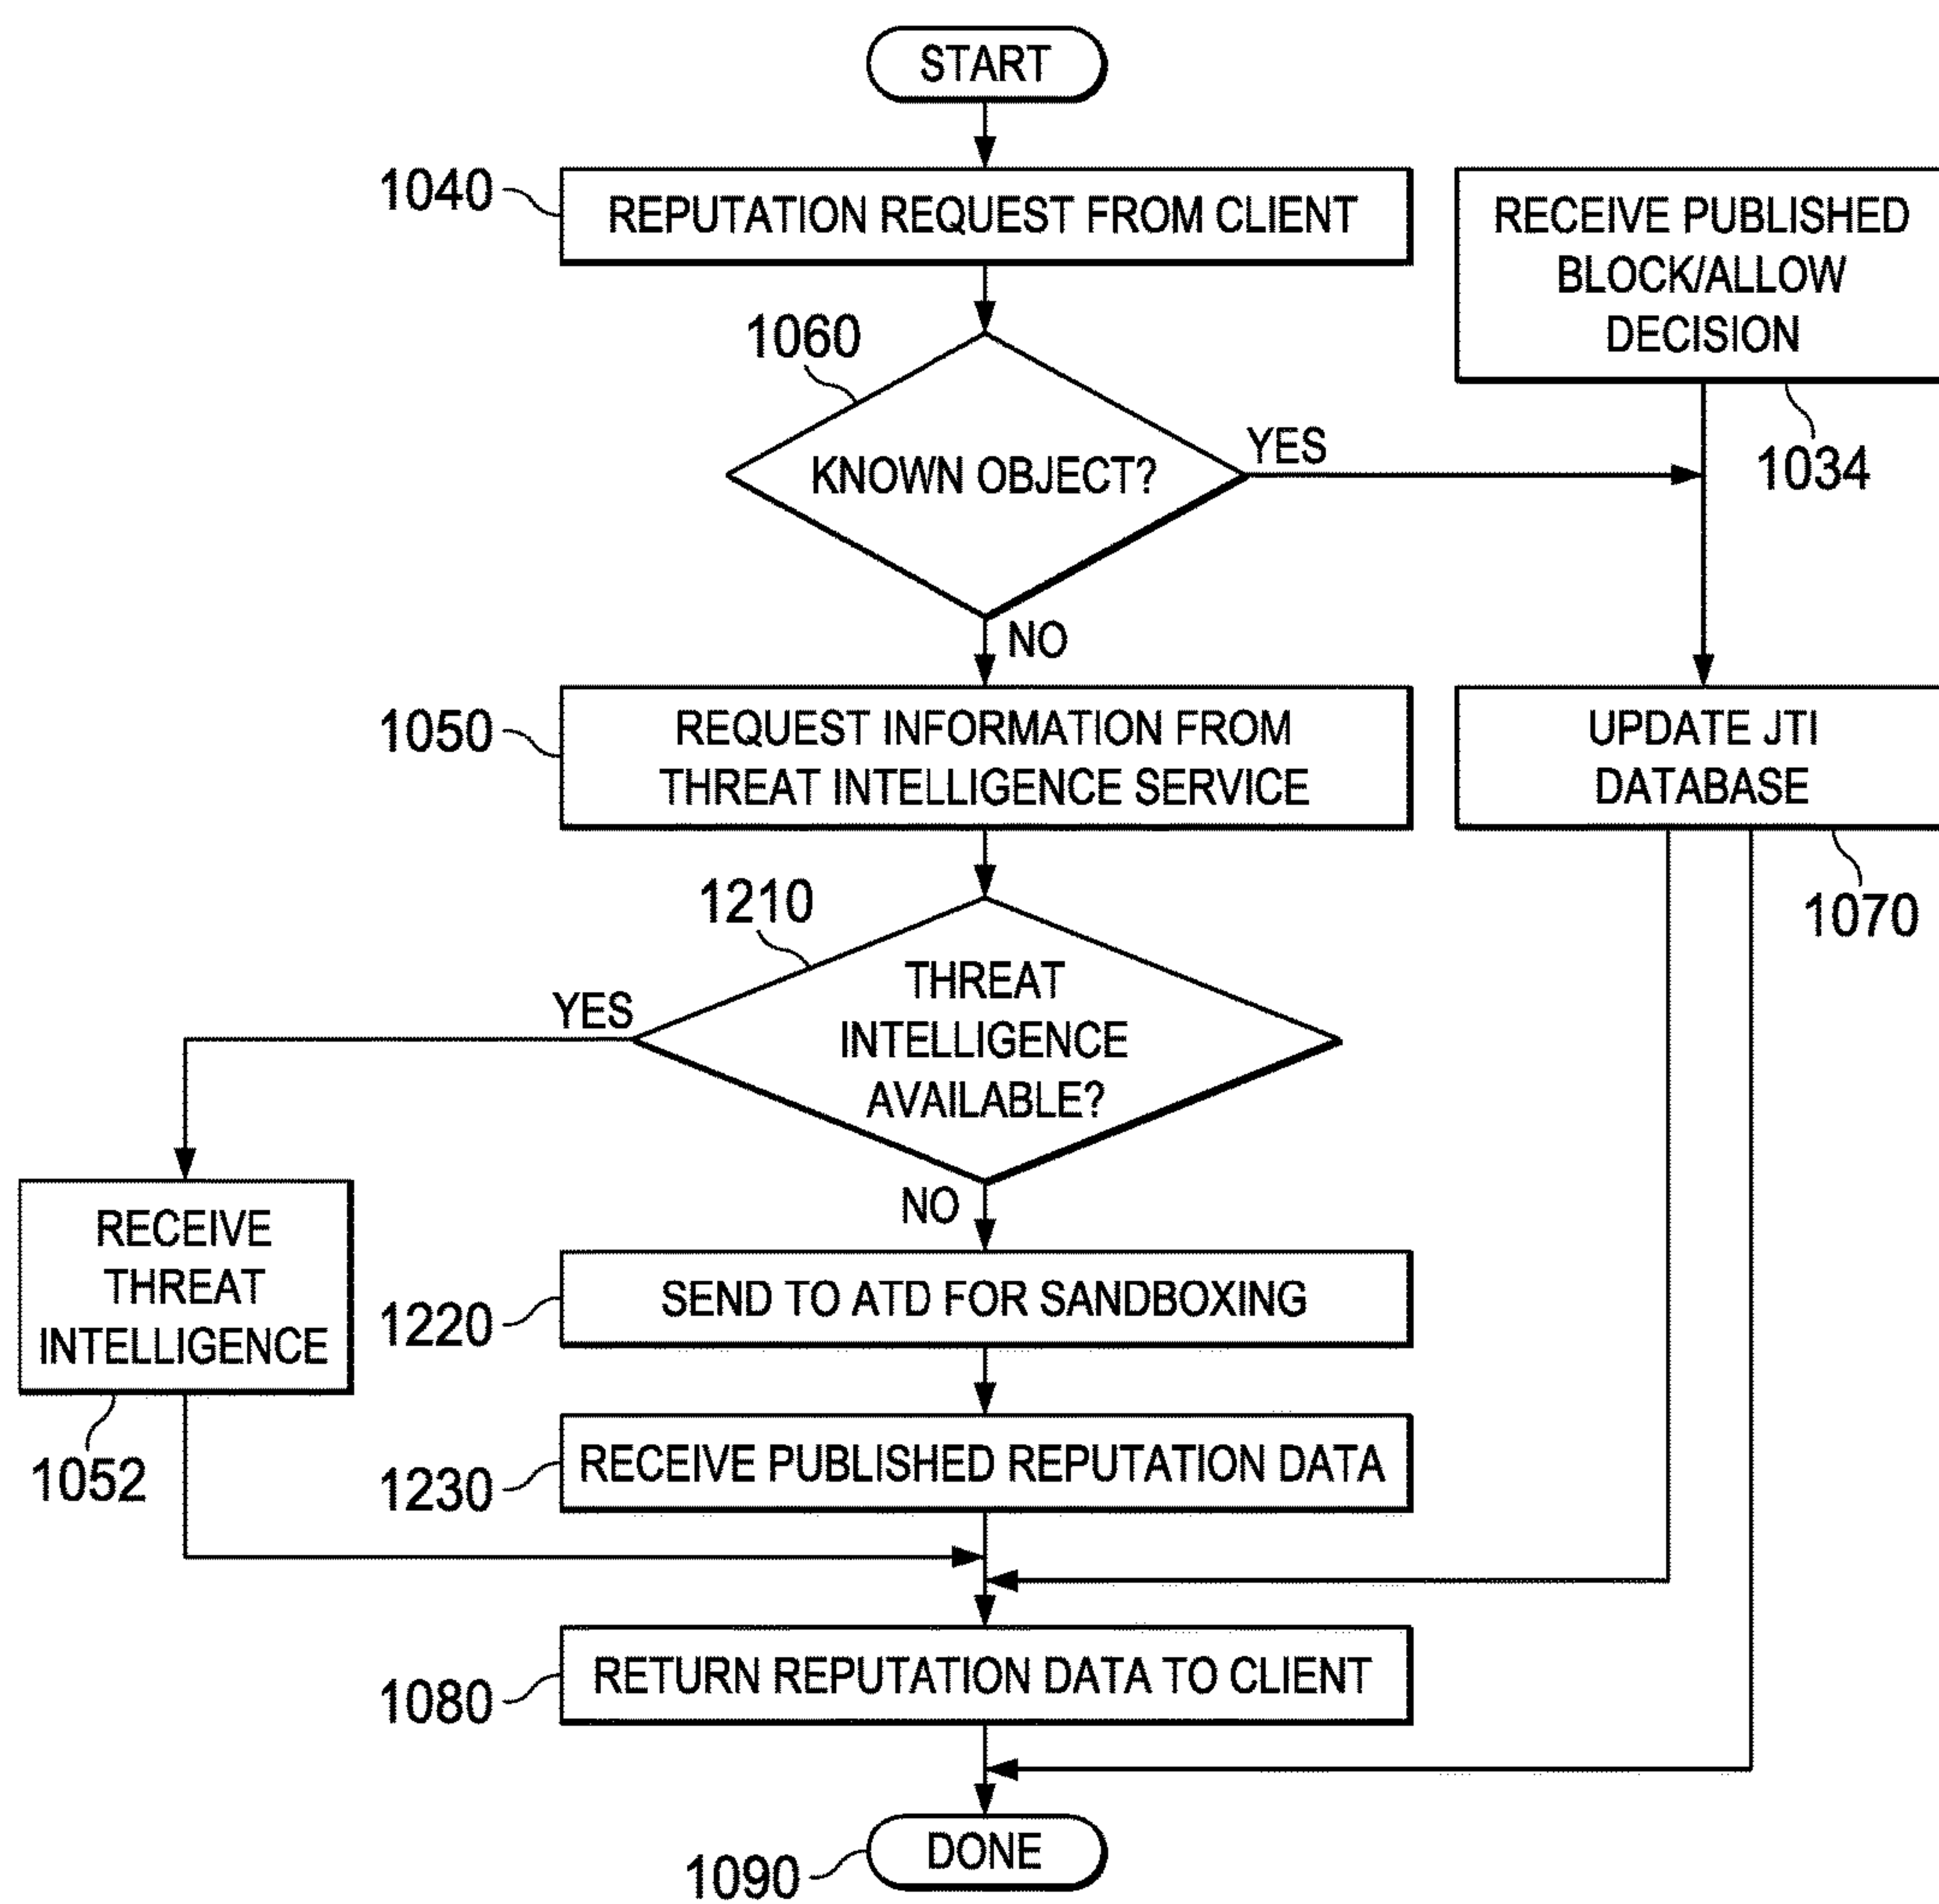 START
1040
REPUTATION REQUEST FROM CLIENT
RECEIVE PUBLISHED
BLOCK/ALLOW
DECISION
1034
1060
KNOWN OBJECT?
YES
NO
1050
REQUEST INFORMATION FROM
THREAT INTELLIGENCE SERVICE
UPDATE JTI
DATABASE
1070
1210
THREAT
INTELLIGENCE
AVAILABLE?
YES
NO
RECEIVE
THREAT
INTELLIGENCE
1052
1220
SEND TO ATD FOR SANDBOXING
1230
RECEIVE PUBLISHED REPUTATION DATA
1080
RETURN REPUTATION DATA TO CLIENT
1090
DONE